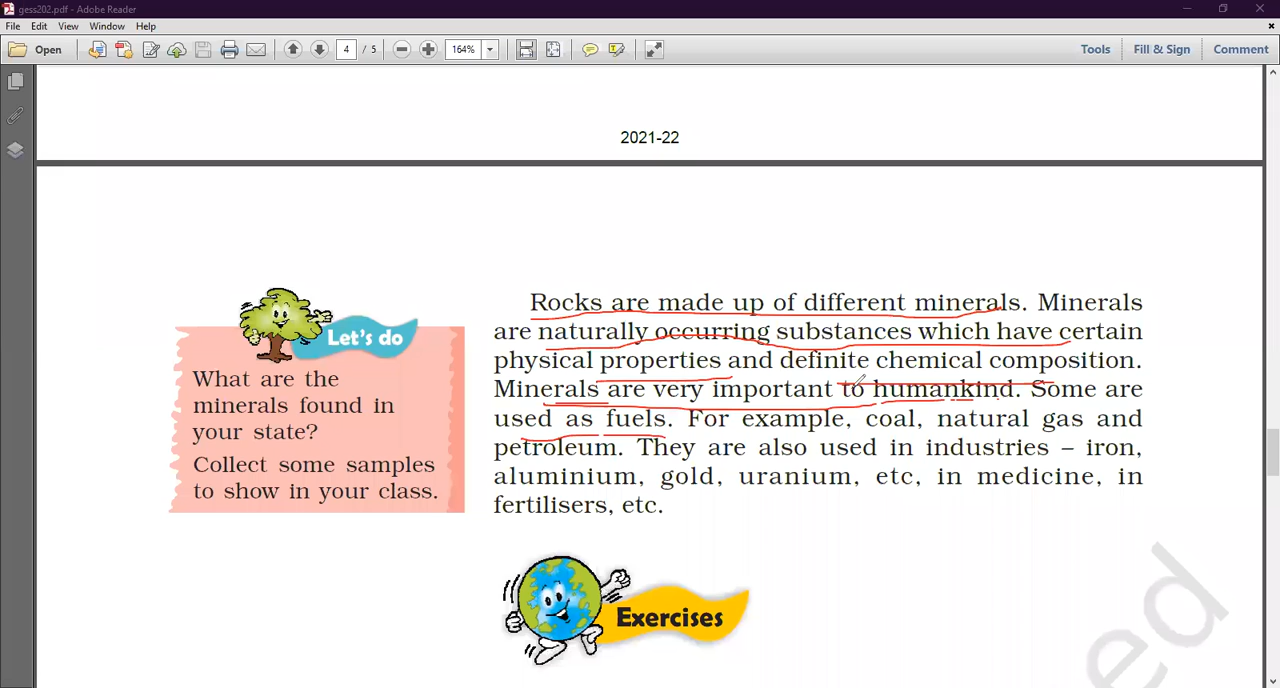 gess202.pdf - Adobe Reader
File Edit View Window Help
Open 4 / 5 164% Tools Fill & Sign Comment
2021-22
Let's do
What are the
minerals found in
your state?
Collect some samples
to show in your class.
Rocks are made up of different minerals. Minerals
are naturally occurring substances which have certain
physical properties and definite chemical composition.
Minerals are very important to humankind. Some are
used as fuels. For example, coal, natural gas and
petroleum. They are also used in industries – iron,
aluminium, gold, uranium, etc, in medicine, in
fertilisers, etc.
Exercises